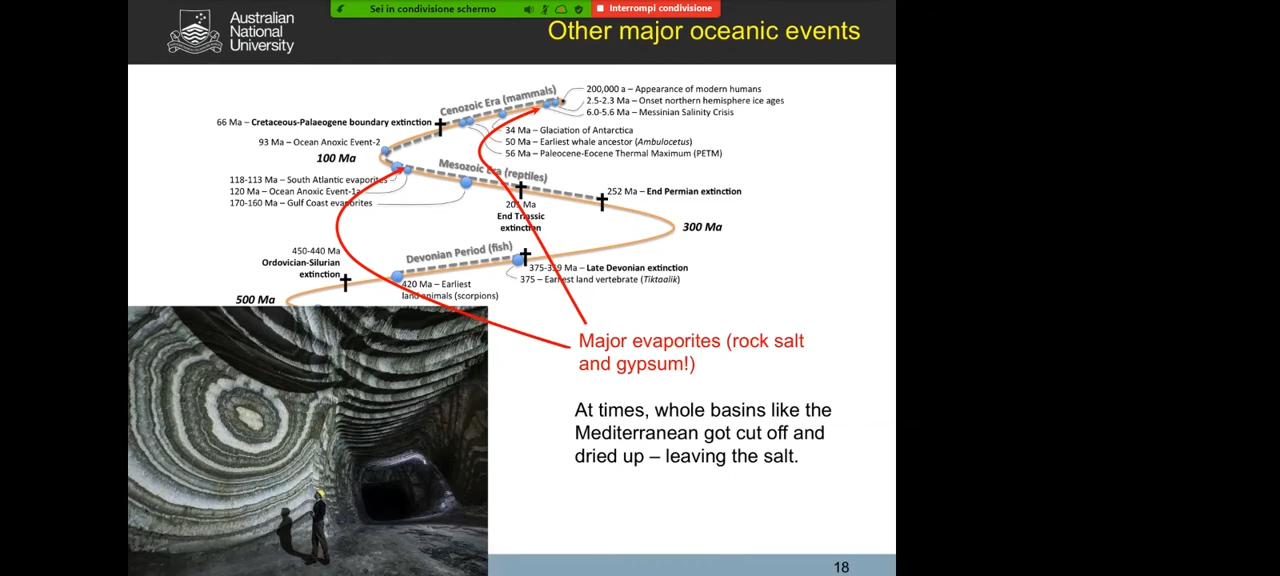 Sei in condivisione schermo
Interrompi condivisione
Australian
National
University
Other major oceanic events
Cenozoic Era (mammals)
200,000 a – Appearance of modern humans
2.5-2.3 Ma – Onset northern hemisphere ice ages
6.0-5.6 Ma – Messinian Salinity Crisis
66 Ma – Cretaceous-Palaeogene boundary extinction
34 Ma – Glaciation of Antarctica
50 Ma – Earliest whale ancestor (Ambulocetus)
56 Ma – Paleocene-Eocene Thermal Maximum (PETM)
93 Ma – Ocean Anoxic Event-2
100 Ma
Mesozoic Era (reptiles)
118-113 Ma – South Atlantic evaporites
120 Ma – Ocean Anoxic Event-1a
170-160 Ma – Gulf Coast evaporites
252 Ma – End Permian extinction
201 Ma
End Triassic
extinction
300 Ma
450-440 Ma
Ordovician-Silurian
extinction
Devonian Period (fish)
375-359 Ma – Late Devonian extinction
375 – Earliest land vertebrate (Tiktaalik)
420 Ma – Earliest
land animals (scorpions)
500 Ma
Major evaporites (rock salt
and gypsum!)
At times, whole basins like the
Mediterranean got cut off and
dried up – leaving the salt.
18